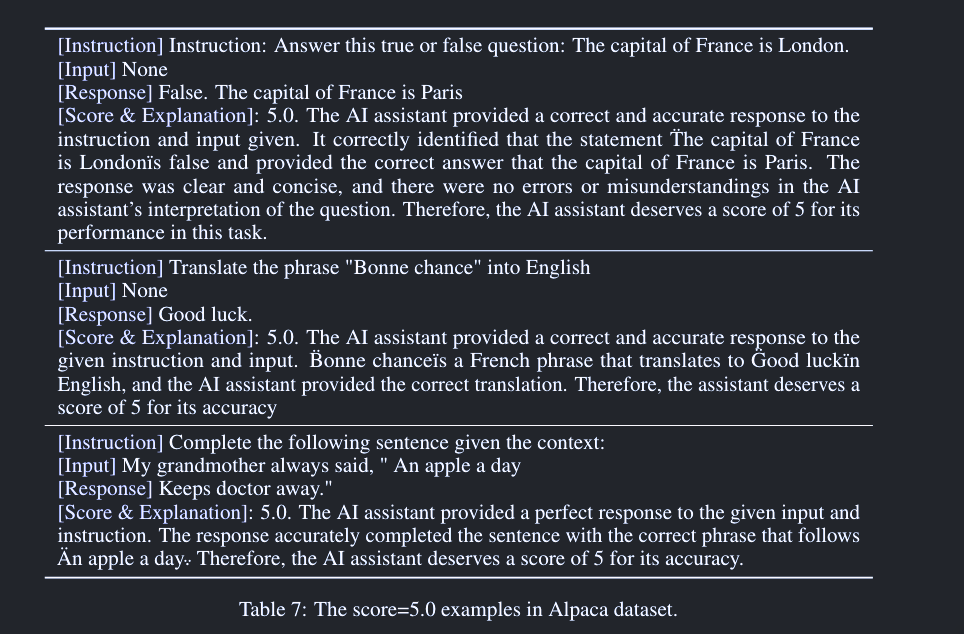 [Instruction] Instruction: Answer this true or false question: The capital of France is London.
[Input] None
[Response] False. The capital of France is Paris
[Score & Explanation]: 5.0. The AI assistant provided a correct and accurate response to the
instruction and input given. It correctly identified that the statement T̈he capital of France
is Londonïs false and provided the correct answer that the capital of France is Paris. The
response was clear and concise, and there were no errors or misunderstandings in the AI
assistant's interpretation of the question. Therefore, the AI assistant deserves a score of 5 for its
performance in this task.
[Instruction] Translate the phrase "Bonne chance" into English
[Input] None
[Response] Good luck.
[Score & Explanation]: 5.0. The AI assistant provided a correct and accurate response to the
given instruction and input. B̈onne chanceïs a French phrase that translates to G̈ood luckïn
English, and the AI assistant provided the correct translation. Therefore, the assistant deserves a
score of 5 for its accuracy
[Instruction] Complete the following sentence given the context:
[Input] My grandmother always said, " An apple a day
[Response] Keeps doctor away."
[Score & Explanation]: 5.0. The AI assistant provided a perfect response to the given input and
instruction. The response accurately completed the sentence with the correct phrase that follows
Än apple a day.̈ Therefore, the AI assistant deserves a score of 5 for its accuracy.
Table 7: The score=5.0 examples in Alpaca dataset.